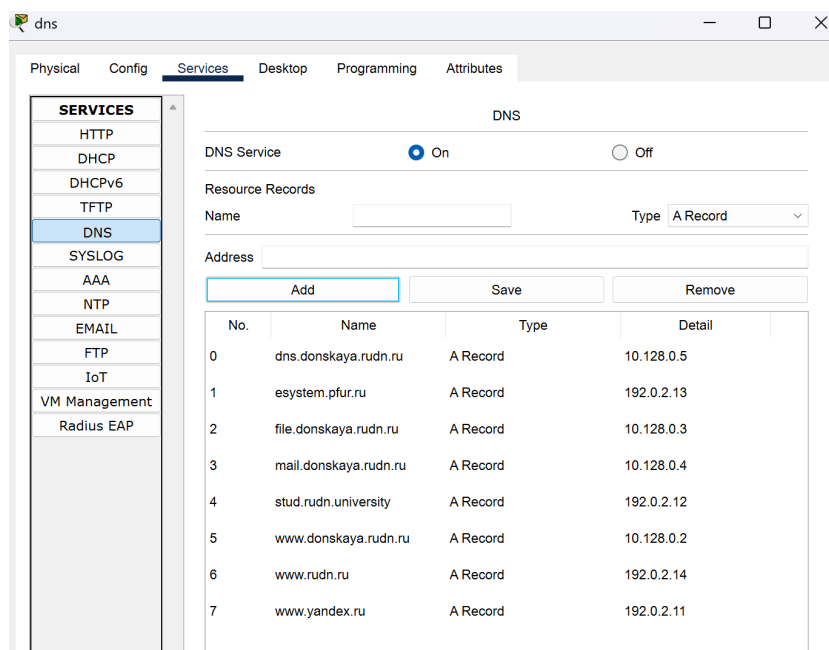 dns
Physical Config Services Desktop Programming Attributes
SERVICES
HTTP
DHCP
DHCPv6
TFTP
DNS
SYSLOG
AAA
NTP
EMAIL
FTP
IoT
VM Management
Radius EAP
DNS
DNS Service On Off
Resource Records
Name Type A Record
Address
Add Save Remove
No. Name Type Detail
0 dns.donskaya.rudn.ru A Record 10.128.0.5
1 esystem.pfur.ru A Record 192.0.2.13
2 file.donskaya.rudn.ru A Record 10.128.0.3
3 mail.donskaya.rudn.ru A Record 10.128.0.4
4 stud.rudn.university A Record 192.0.2.12
5 www.donskaya.rudn.ru A Record 10.128.0.2
6 www.rudn.ru A Record 192.0.2.14
7 www.yandex.ru A Record 192.0.2.11